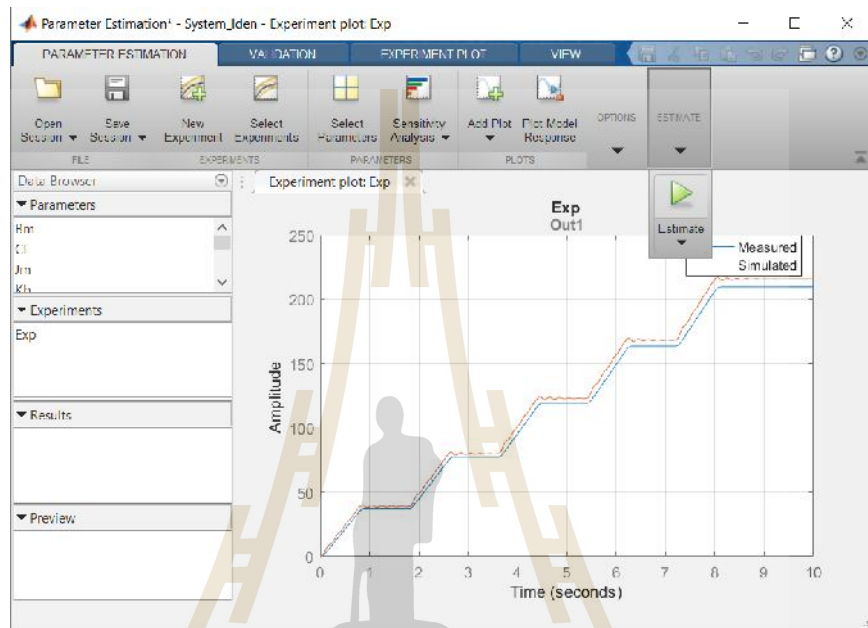 Parameter Estimation* - System_Iden - Experiment plot: Exp
PARAMETER ESTIMATION VALIDATION EXPERIMENT PLOT VIEW
Open Session
Save Session
New Experiment
Select Experiments
Select Parameters
Sensitivity Analysis
Add Plot
Plot Model Response
OPTIONS
ESTIMATE
FILE EXPERIMENTS PARAMETERS PLOTS
Data Browser
Experiment plot: Exp
Parameters
Bm
Jm
Kb
Experiments
Exp
Results
Preview
Estimate
Exp
Out1
Measured
Simulated
250
200
150
100
50
0
Amplitude
0 1 2 3 4 5 6 7 8 9 10
Time (seconds)